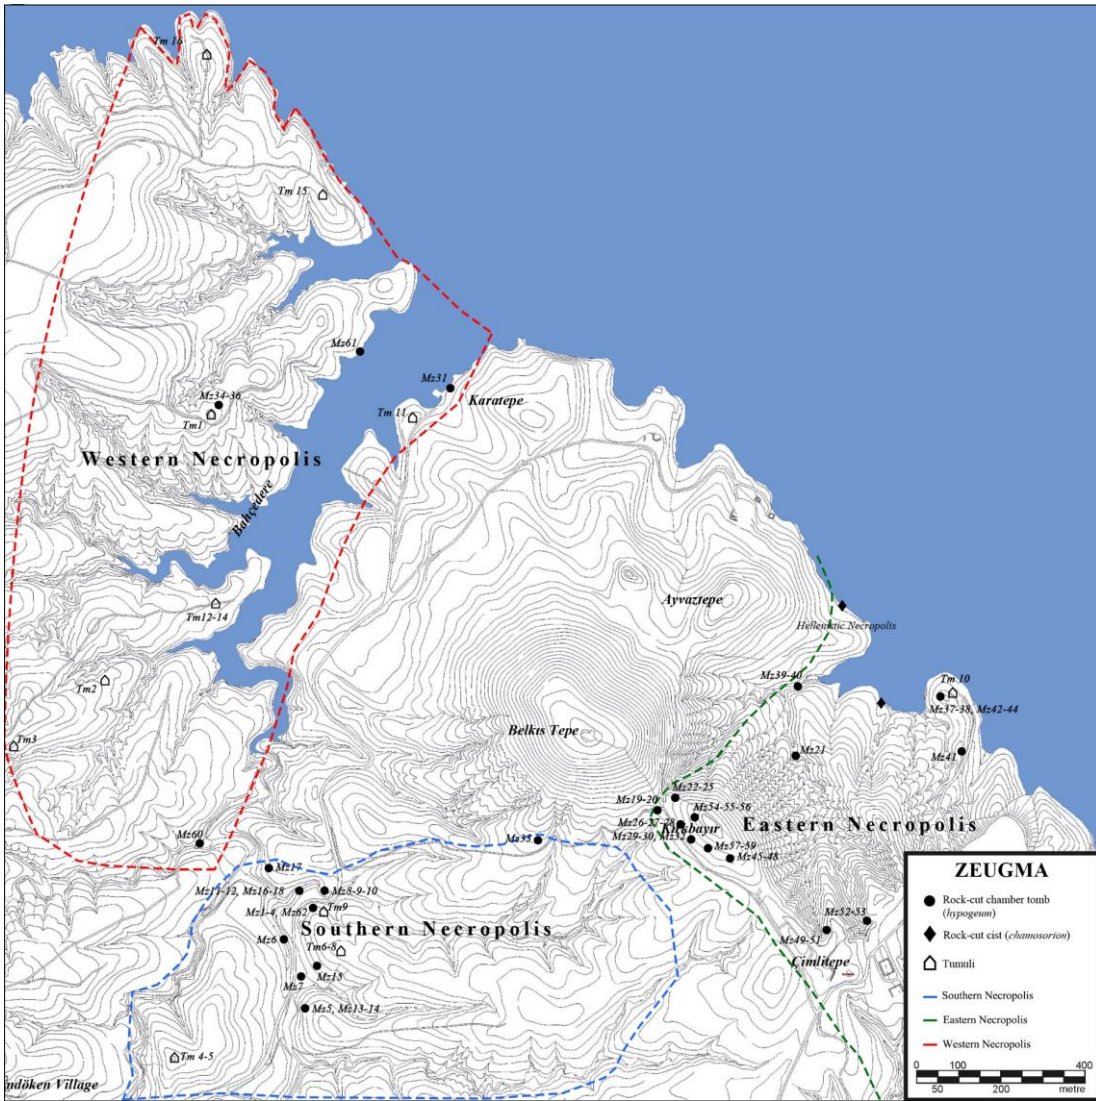 Tm 16
Tm 15
Mz61
Mz31
Karatepe
Mz34-36
Tm 11
Tm1
Western Necropolis
Bahçedere
Ayvaztepe
Tm12-14
Hellenistic Necropolis
Tm2
Mz39-40
Tm 10
Mz37-38, Mz42-44
Belkıs Tepe
Tm3
Mz21
Mz41
Mz22-25
Mz19-20
Mz54-55-56
Mz26-27-28
Eastern Necropolis
Mz60
Mz35
Mz29-30, Mz32
Mz57-59
Mz45-48
Mz17
Mz11-12, Mz16-18
Mz8-9-10
Mz1-4, Mz62
Tm9
Southern Necropolis
Mz6
Tm6-8
Mz52-53
Mz49-51
Mz15
Mz7
Çimlitepe
Mz5, Mz13-14
Tm 4-5
ndöken Village
ZEUGMA
Rock-cut chamber tomb
(hypogeum)
Rock-cut cist (chamosorion)
Tumuli
Southern Necropolis
Eastern Necropolis
Western Necropolis
0 100 400
50 200 metre